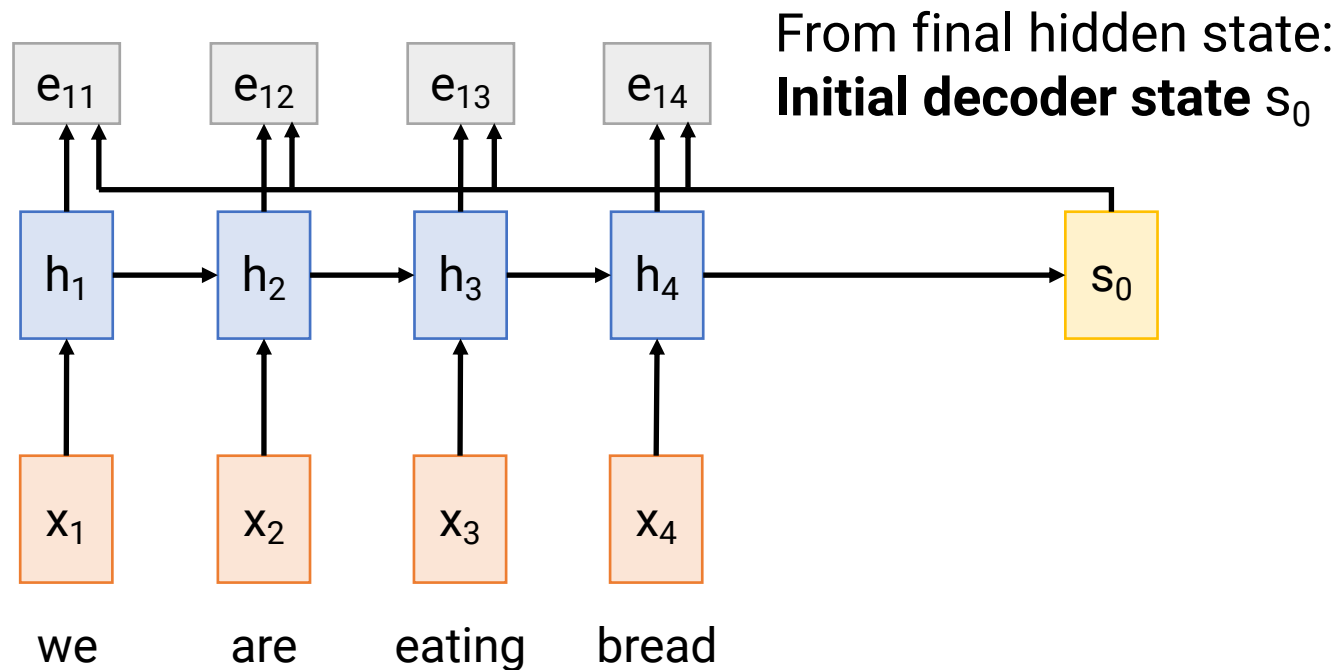 From final hidden state:
Initial decoder state s₀
e₁₁ e₁₂ e₁₃ e₁₄
h₁ h₂ h₃ h₄ s₀
x₁ x₂ x₃ x₄
we are eating bread